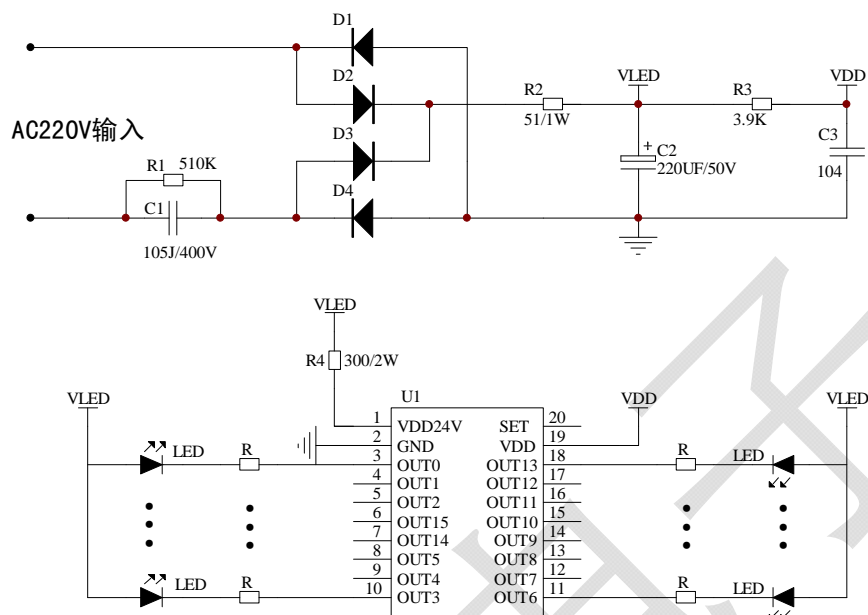 D1
D2
R2
VLED
R3
VDD
51/1W
3.9K
AC220V输入
D3
C2
220UF/50V
C3
104
R1
510K
D4
C1
105J/400V
VLED
R4
300/2W
U1
VLED
VDD
VLED
1
VDD24V
SET
20
2
GND
VDD
19
LED
R
3
OUT0
OUT13
18
R
LED
4
OUT1
OUT12
17
5
OUT2
OUT11
16
6
OUT15
OUT10
15
7
OUT14
OUT9
14
8
OUT5
OUT8
13
9
OUT4
OUT7
12
LED
R
10
OUT3
OUT6
11
R
LED